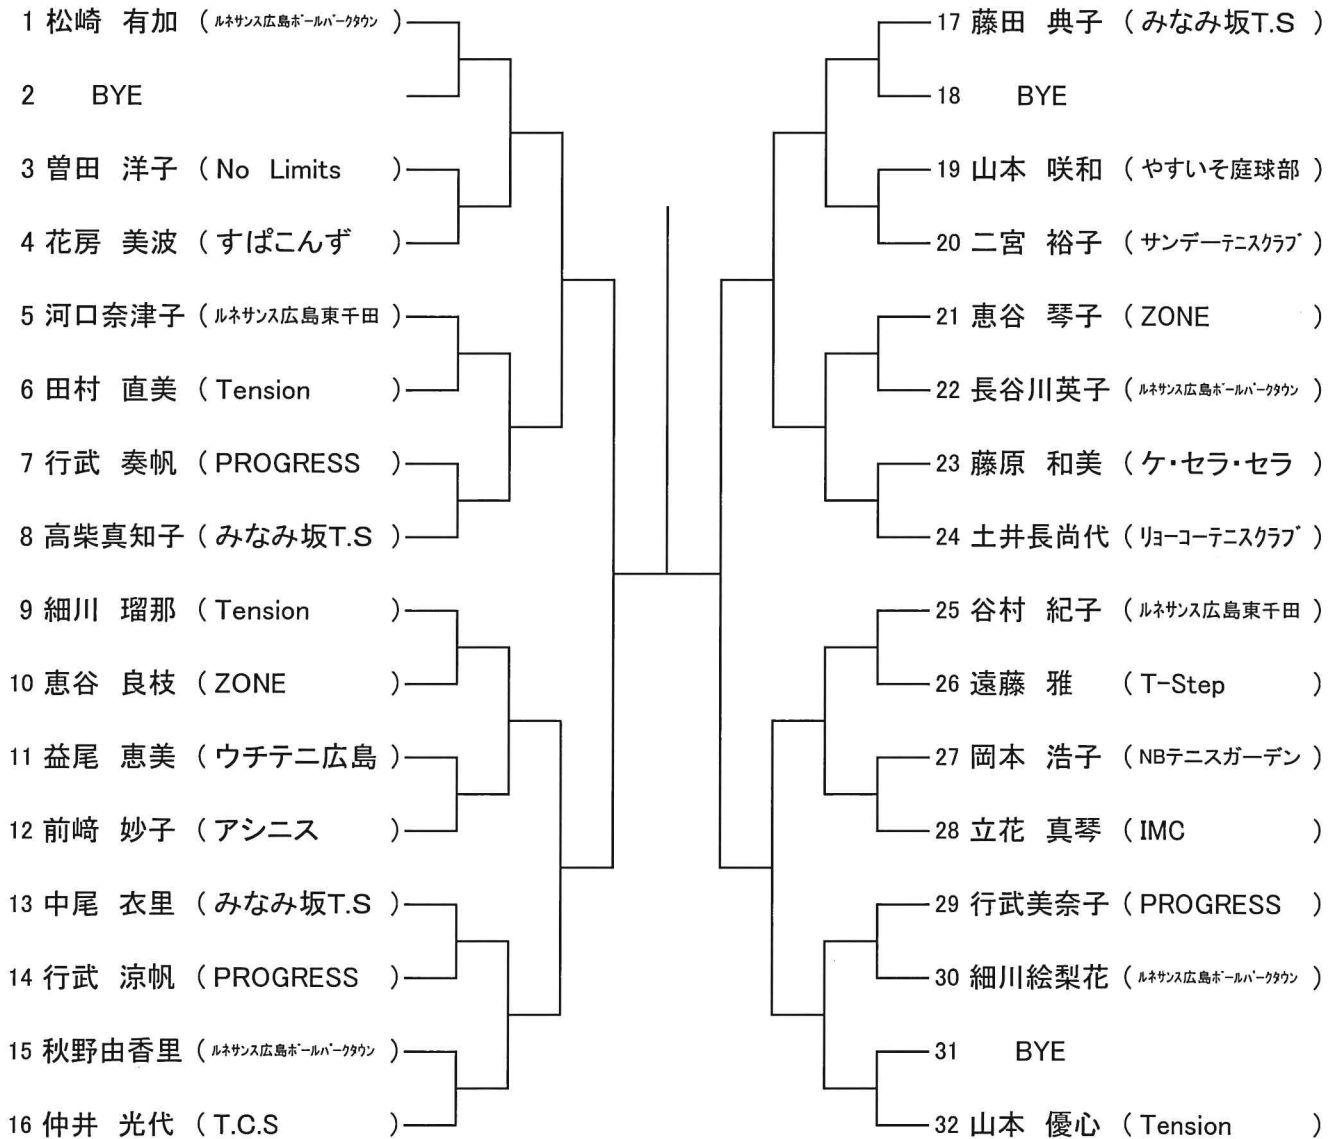 1 松崎 有加 (ﾙﾈｻﾝｽ広島ﾎﾞｰﾙﾊﾟｰｸﾀｳﾝ)
2 BYE
3 曽田 洋子 (No Limits)
4 花房 美波 (すぱこんず)
5 河口奈津子 (ﾙﾈｻﾝｽ広島東千田)
6 田村 直美 (Tension)
7 行武 奏帆 (PROGRESS)
8 高柴真知子 (みなみ坂T.S)
9 細川 瑠那 (Tension)
10 恵谷 良枝 (ZONE)
11 益尾 恵美 (ウチテニ広島)
12 前﨑 妙子 (アシニス)
13 中尾 衣里 (みなみ坂T.S)
14 行武 涼帆 (PROGRESS)
15 秋野由香里 (ﾙﾈｻﾝｽ広島ﾎﾞｰﾙﾊﾟｰｸﾀｳﾝ)
16 仲井 光代 (T.C.S)
17 藤田 典子 (みなみ坂T.S)
18 BYE
19 山本 咲和 (やすいそ庭球部)
20 二宮 裕子 (サンデーﾃﾆｽｸﾗﾌﾞ)
21 恵谷 琴子 (ZONE)
22 長谷川英子 (ﾙﾈｻﾝｽ広島ﾎﾞｰﾙﾊﾟｰｸﾀｳﾝ)
23 藤原 和美 (ケ・セラ・セラ)
24 土井長尚代 (ﾘｮｰｺｰテニスｸﾗﾌﾞ)
25 谷村 紀子 (ﾙﾈｻﾝｽ広島東千田)
26 遠藤 雅 (T-Step)
27 岡本 浩子 (NBテニスガーデン)
28 立花 真琴 (IMC)
29 行武美奈子 (PROGRESS)
30 細川絵梨花 (ﾙﾈｻﾝｽ広島ﾎﾞｰﾙﾊﾟｰｸﾀｳﾝ)
31 BYE
32 山本 優心 (Tension)